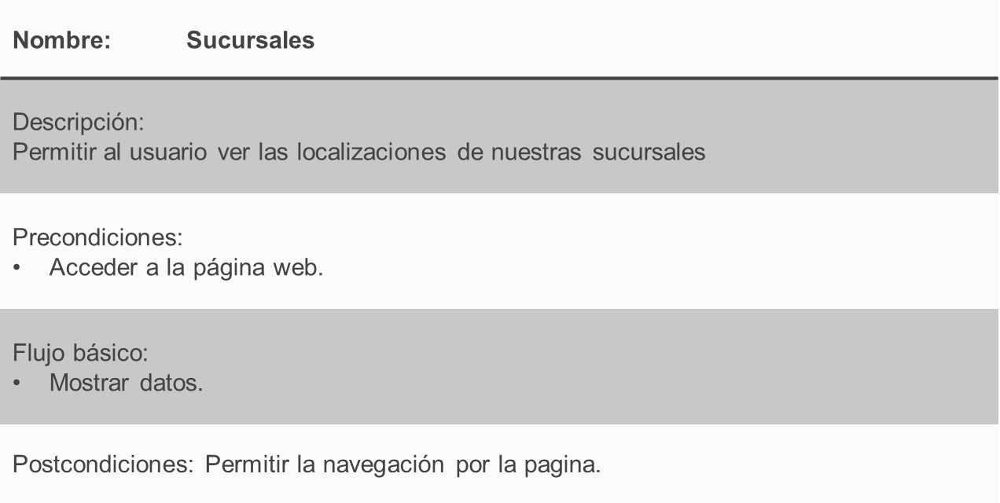 Nombre: Sucursales
Descripción:
Permitir al usuario ver las localizaciones de nuestras sucursales
Precondiciones:
• Acceder a la página web.
Flujo básico:
• Mostrar datos.
Postcondiciones: Permitir la navegación por la pagina.